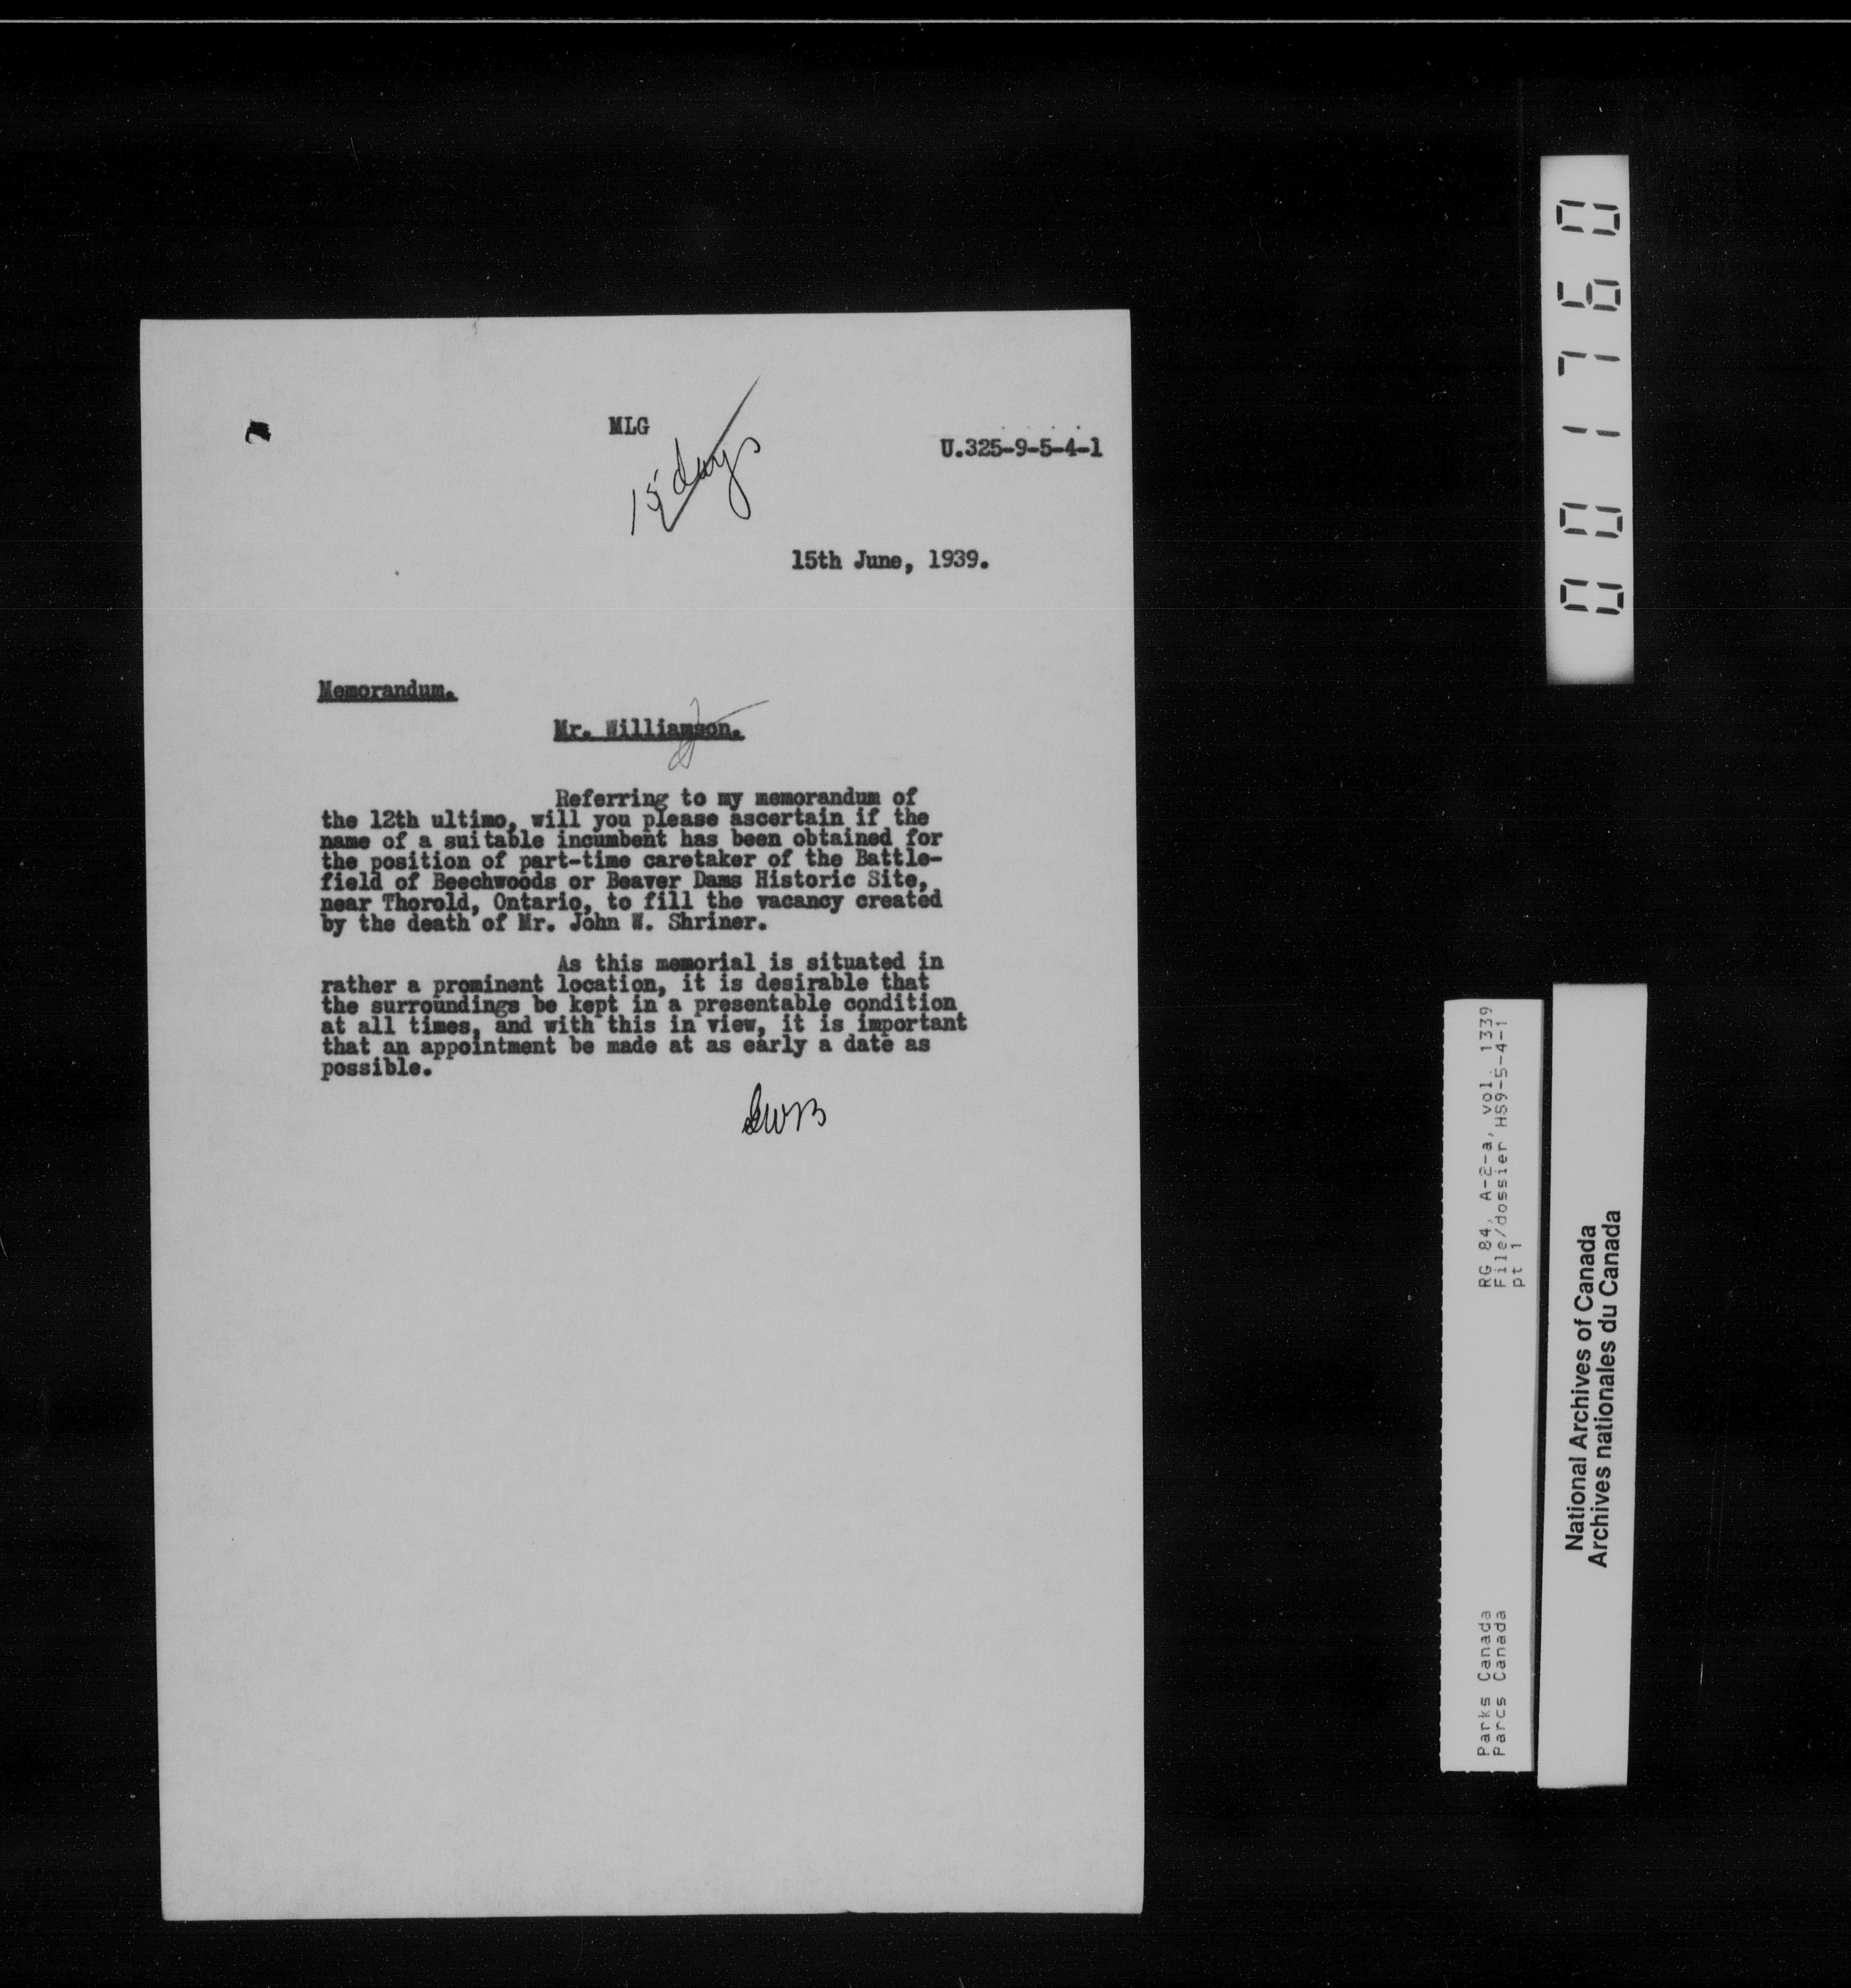 MLG
U.325-9-5-4-1
15 days
15th June, 1939.
Memorandum.
Mr. Williamson.
Referring to my memorandum of
the 12th ultimo, will you please ascertain if the
name of a suitable incumbent has been obtained for
the position of part-time caretaker of the Battle-
field of Beechwoods or Beaver Dams Historic Site,
near Thorold, Ontario, to fill the vacancy created
by the death of Mr. John W. Shriner.
As this memorial is situated in
rather a prominent location, it is desirable that
the surroundings be kept in a presentable condition
at all times, and with this in view, it is important
that an appointment be made at as early a date as
possible.
001760
RG 84, A-2-a, vol. 1339
File/dossier HS9-5-4-1
pt 1
Parks Canada
Parcs Canada
National Archives of Canada
Archives nationales du Canada